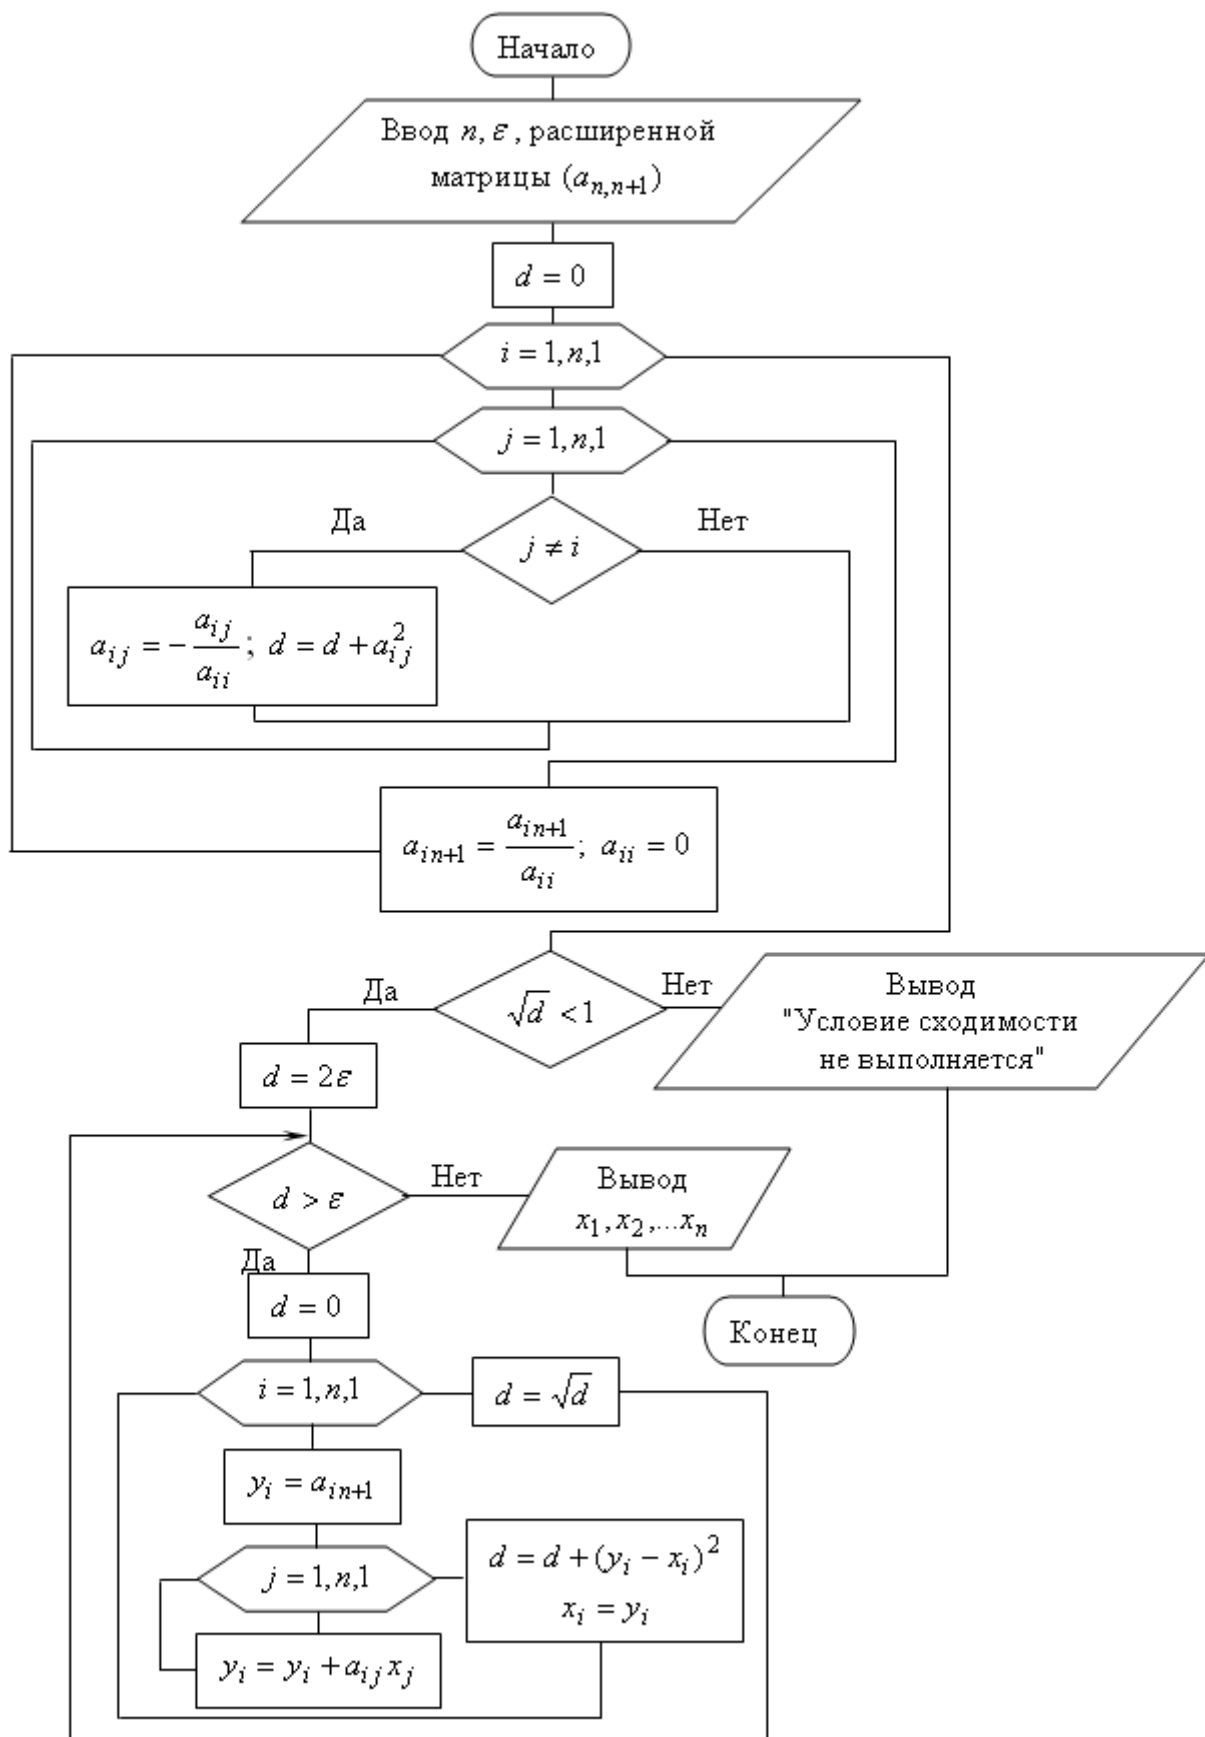 Начало
Ввод n, ε, расширенной
матрицы (a_{n,n+1})
d = 0
i = 1, n, 1
j = 1, n, 1
Да
Нет
j ≠ i
a_{ij} = -\frac{a_{ij}}{a_{ii}}; d = d + a_{ij}^2
a_{in+1} = \frac{a_{in+1}}{a_{ii}}; a_{ii} = 0
Да
√d < 1
Нет
Вывод
"Условие сходимости
не выполняется"
d = 2ε
d > ε
Нет
Вывод
x_1, x_2, ...x_n
Да
d = 0
Конец
i = 1, n, 1
d = √d
y_i = a_{in+1}
j = 1, n, 1
d = d + (y_i - x_i)^2
x_i = y_i
y_i = y_i + a_{ij} x_j